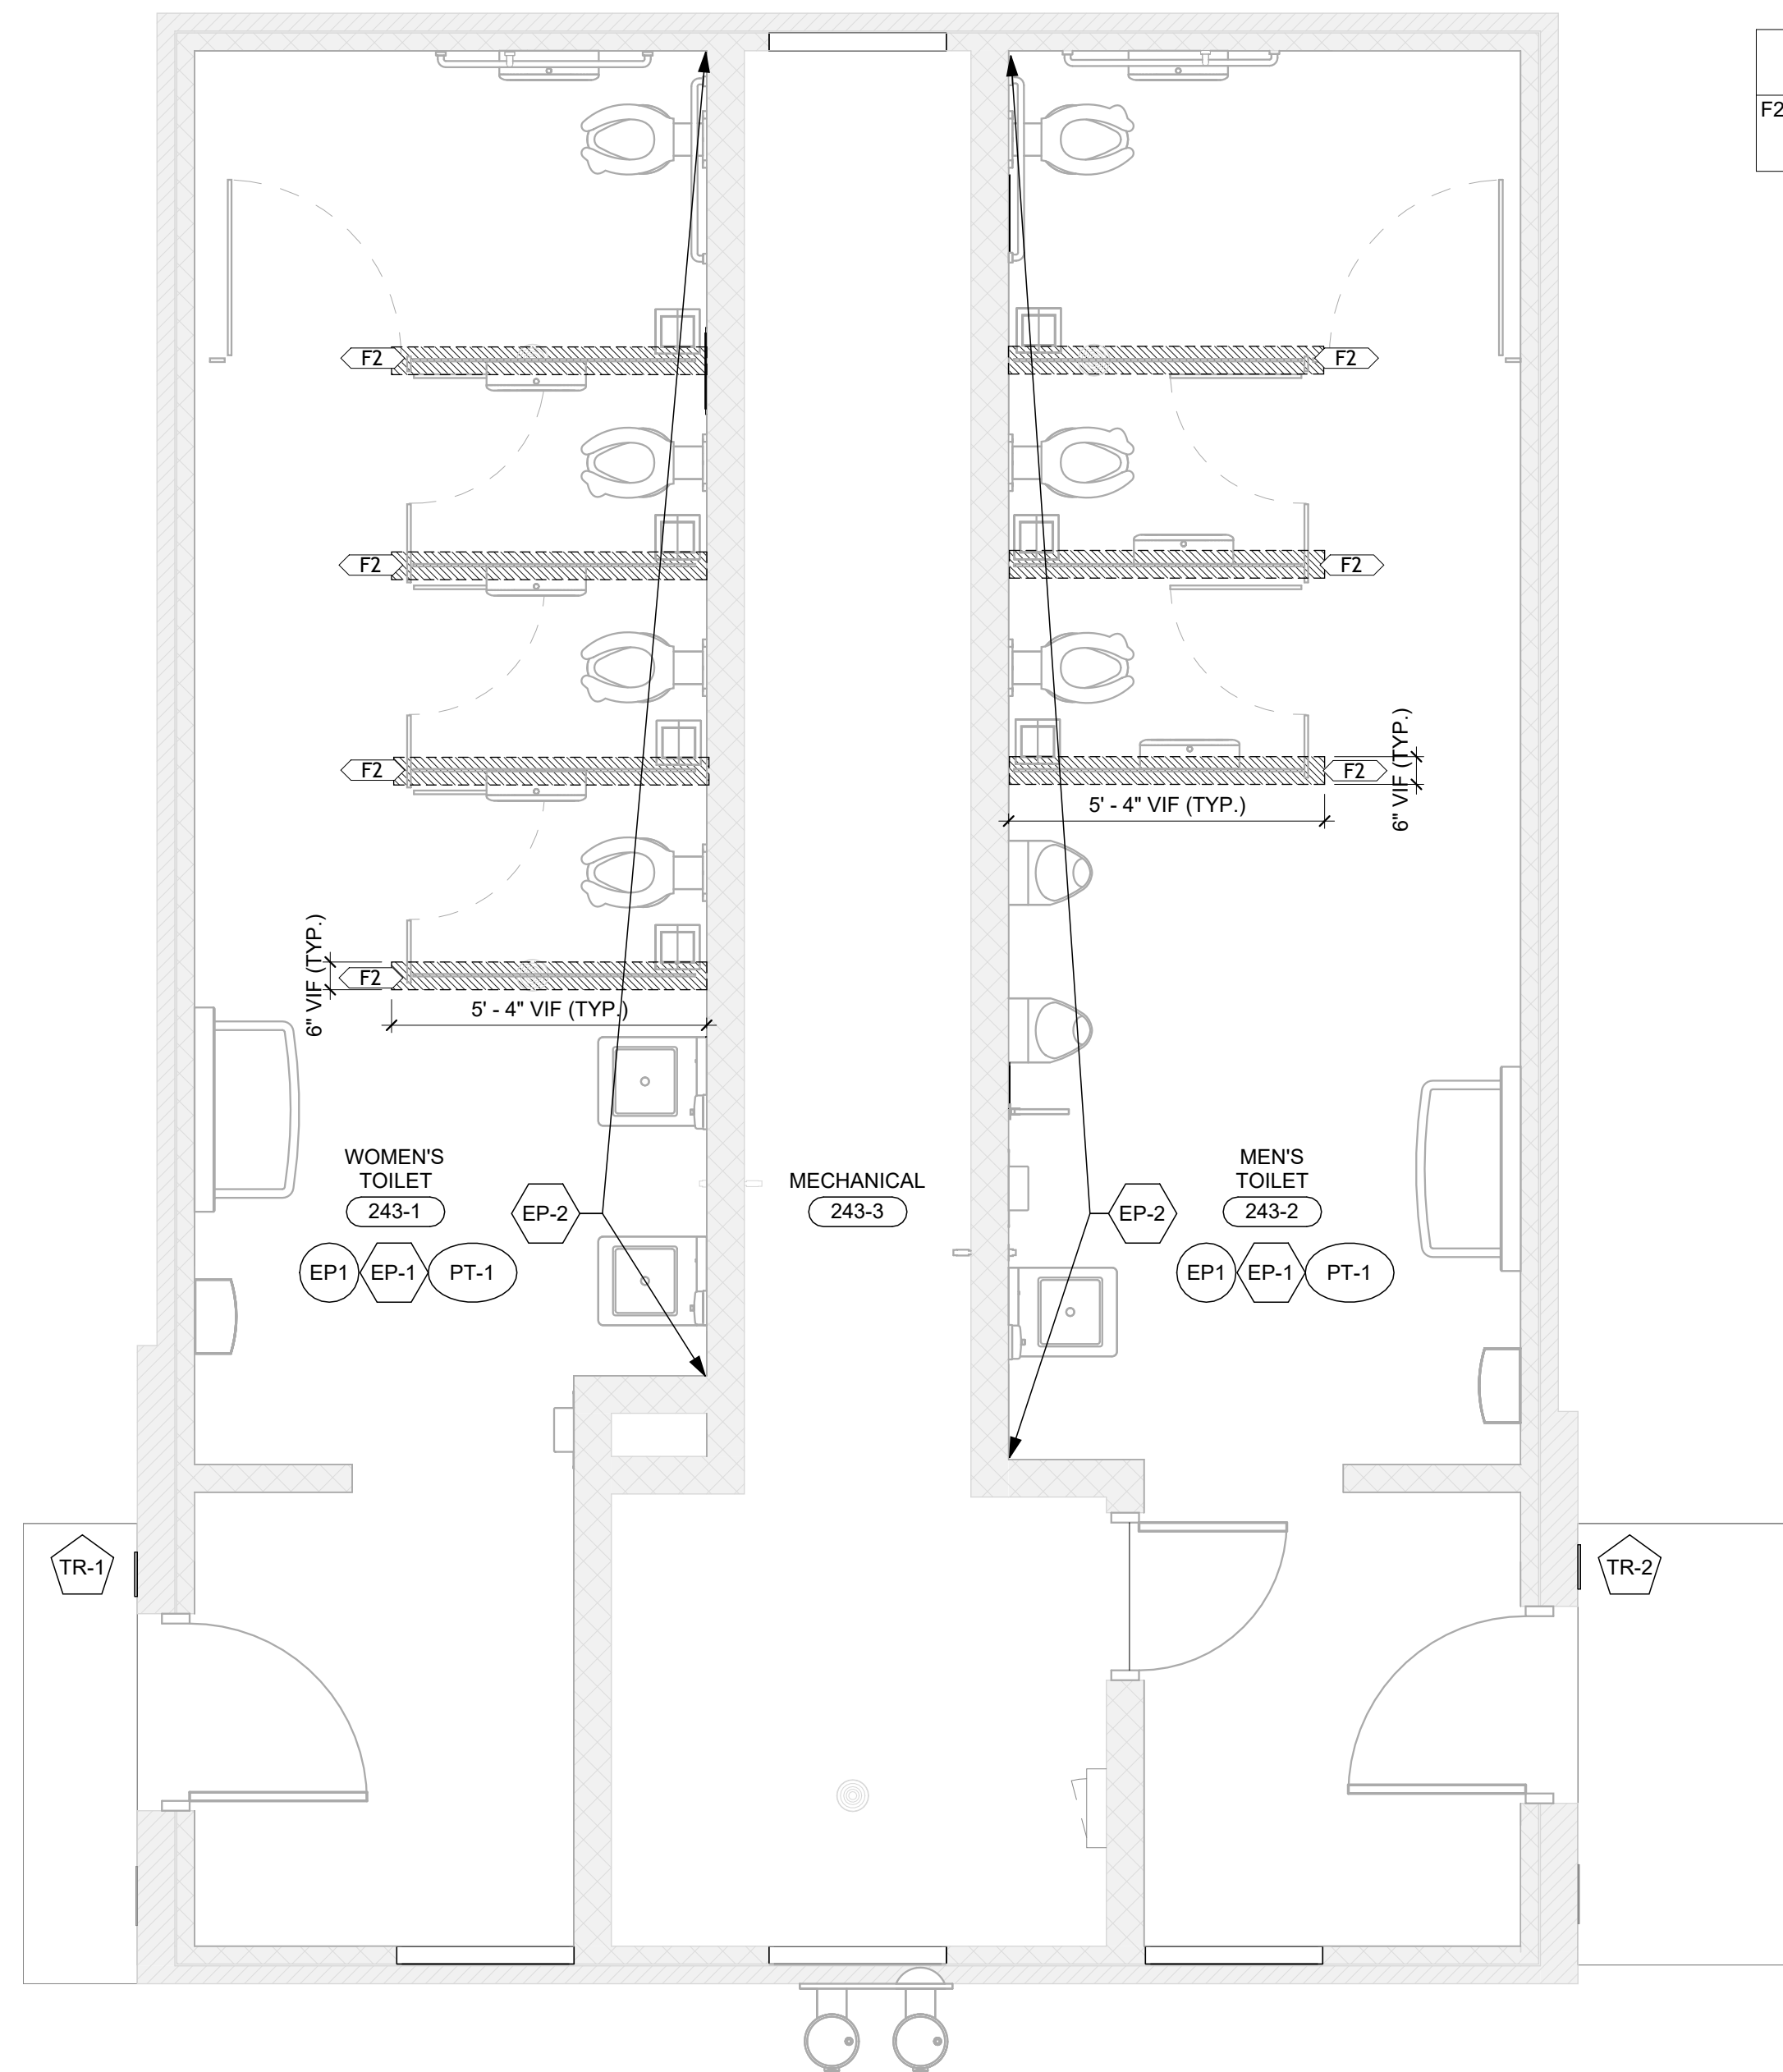 F2
F2
F2
F2
F2
F2
F2
6" VIF (TYP.)
5' - 4" VIF (TYP.)
F2
6" VIF (TYP.)
F2
5' - 4" VIF (TYP.)
WOMEN'S
TOILET
243-1
EP-2
MECHANICAL
243-3
EP-2
MEN'S
TOILET
243-2
EP1
EP-1
PT-1
EP1
EP-1
PT-1
TR-1
TR-2